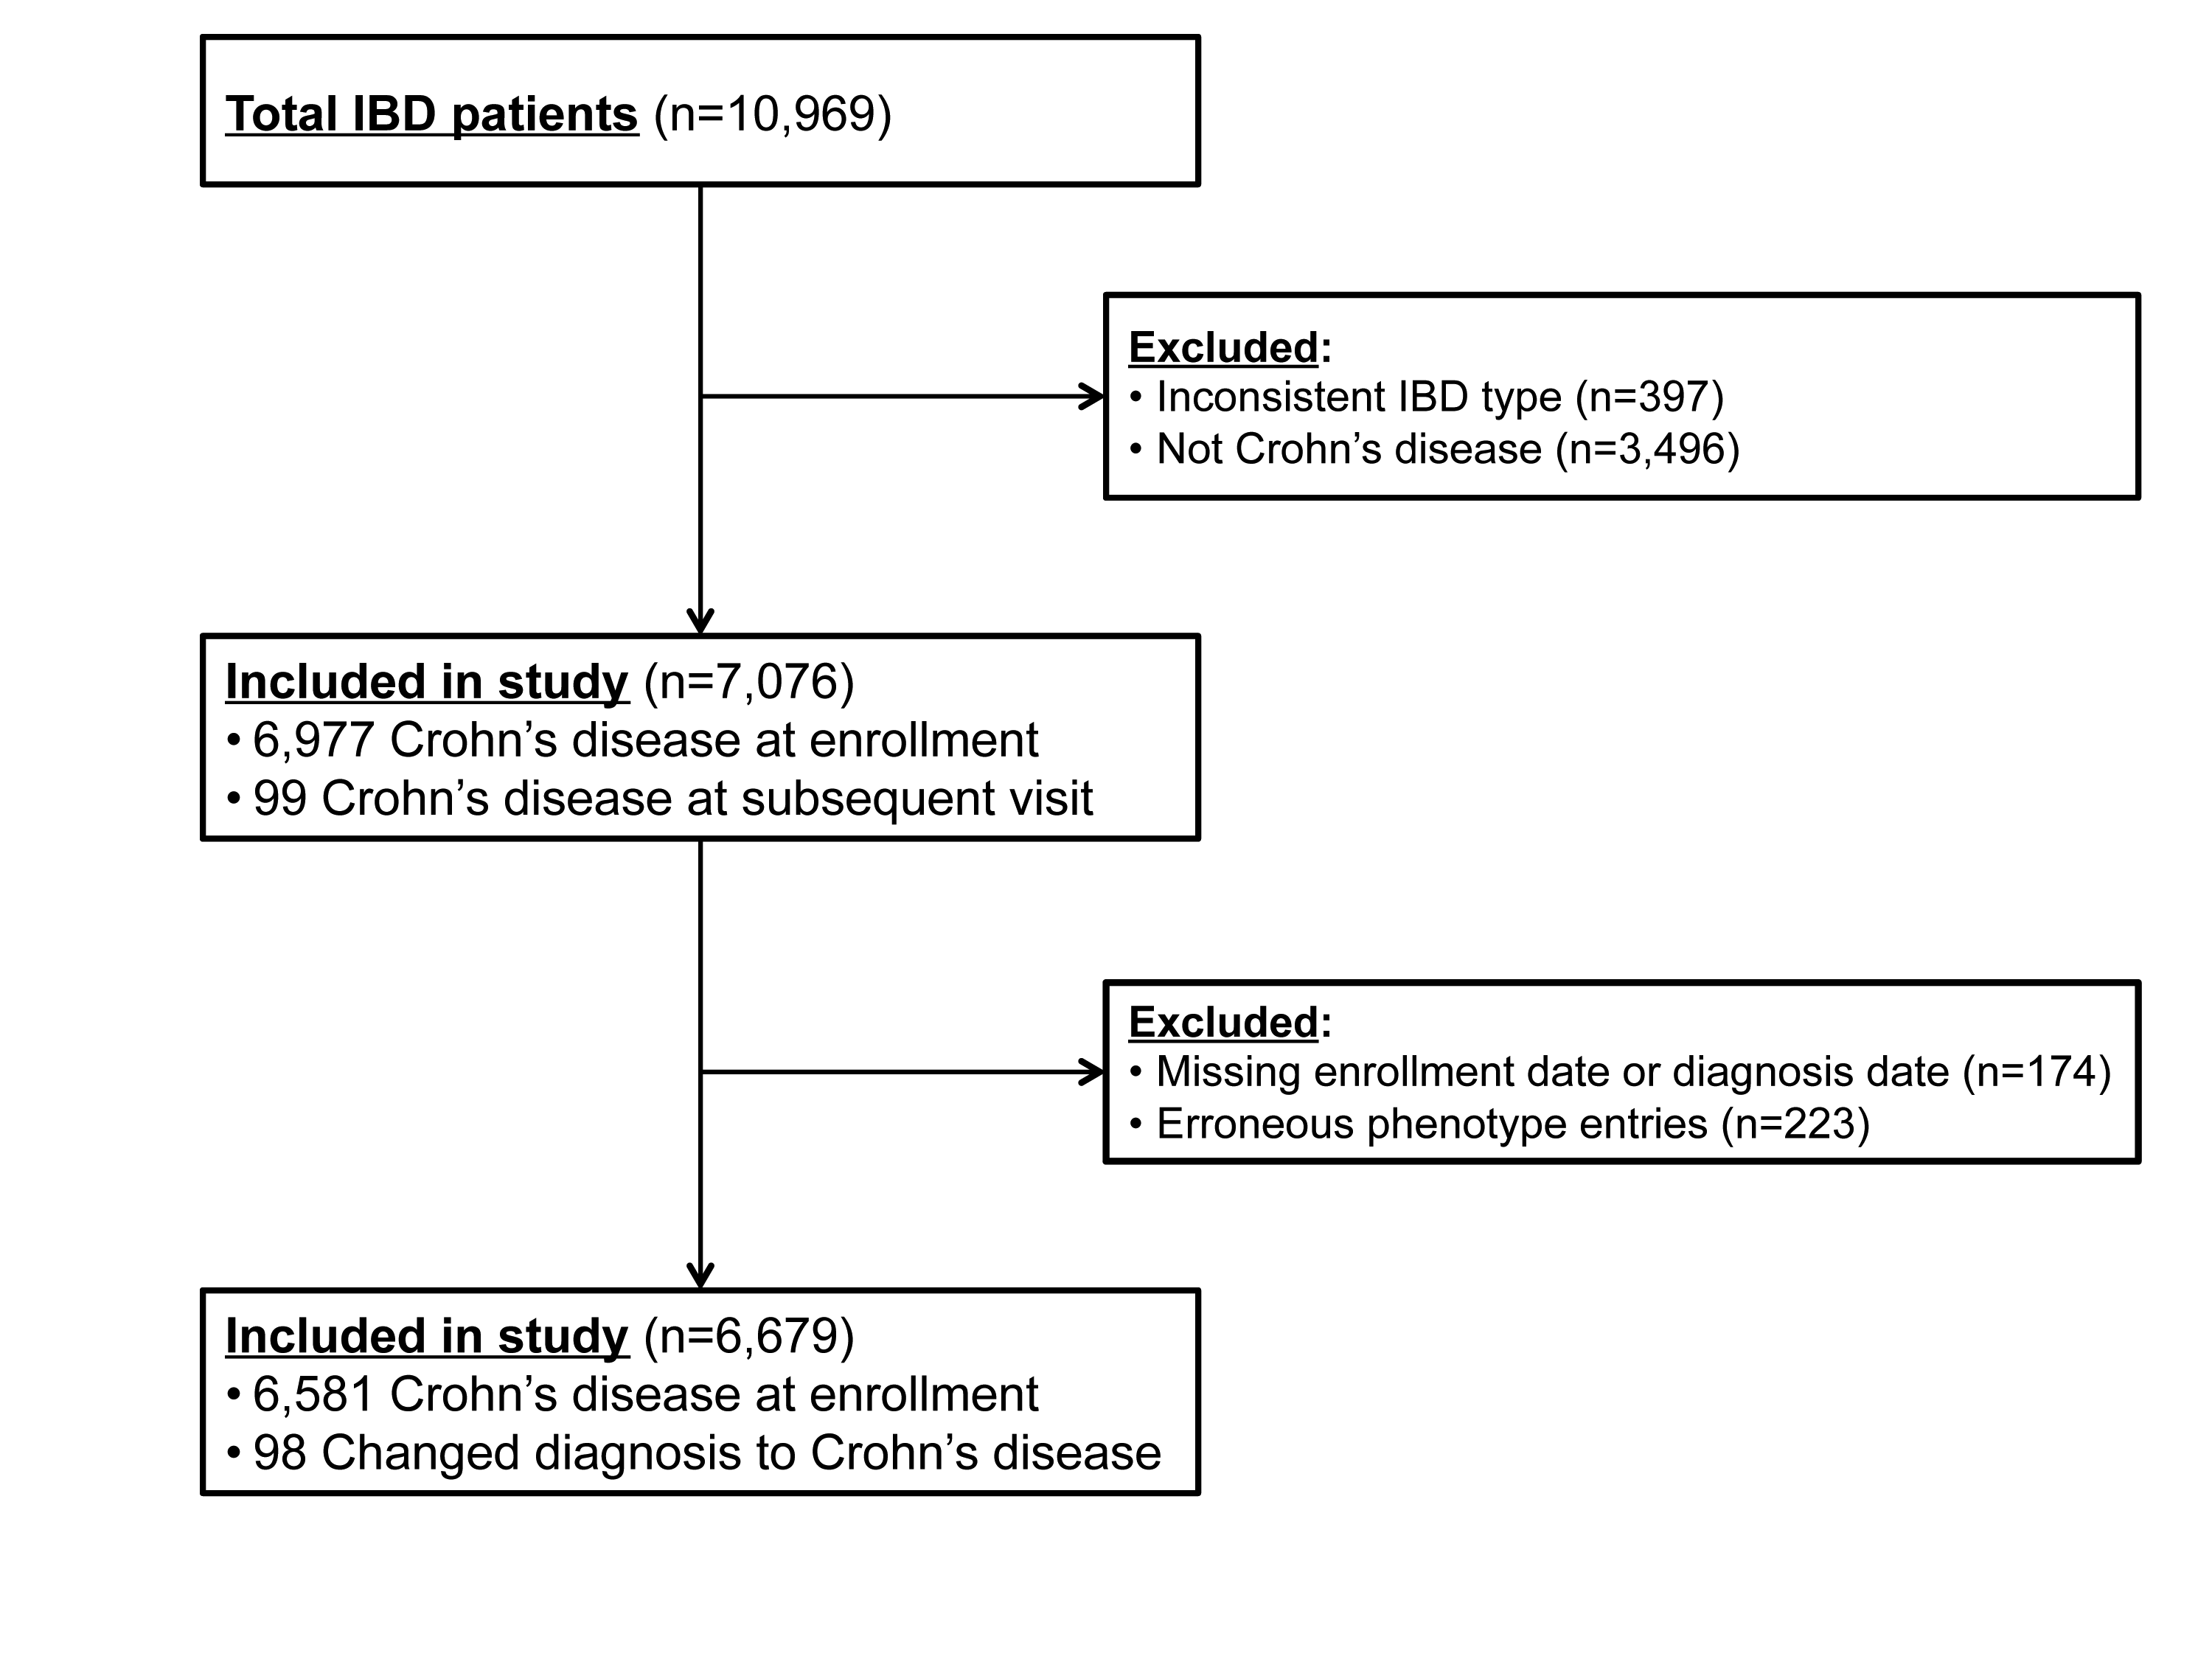 Total IBD patients (n=10,969)
Excluded:
• Inconsistent IBD type (n=397)
• Not Crohn’s disease (n=3,496)
Included in study (n=7,076)
• 6,977 Crohn’s disease at enrollment
• 99 Crohn’s disease at subsequent visit
Excluded:
• Missing enrollment date or diagnosis date (n=174)
• Erroneous phenotype entries (n=223)
Included in study (n=6,679)
• 6,581 Crohn’s disease at enrollment
• 98 Changed diagnosis to Crohn’s disease